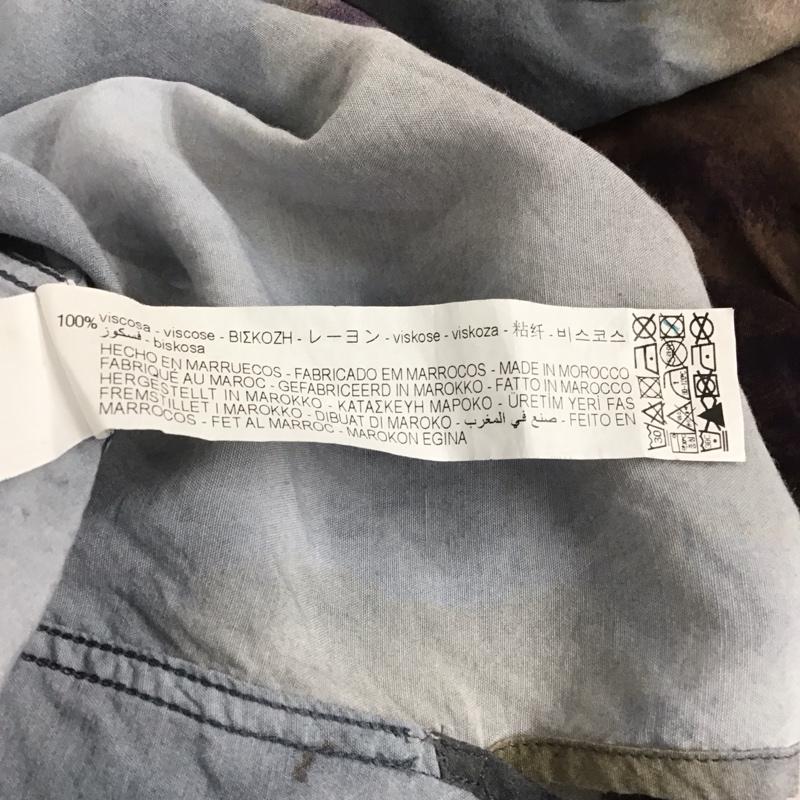 100% viscosa - viscose - ΒΙΣΚΟΖΗ - レーヨン - viskose - viskoza - 粘纤 - 비스코스
فسكوز - biskosa
HECHO EN MARRUECOS - FABRICADO EM MARROCOS - MADE IN MOROCCO
FABRIQUÉ AU MAROC - GEFABRICEERD IN MAROKKO - FATTO IN MAROCCO
HERGESTELLT IN MAROKKO - ΚΑΤΑΣΚΕΥΗ ΜΑΡΟΚΟ - ÜRETİM YERİ FAS
FREMSTILLET I MAROKKO - DIBUAT DI MAROKO - صنع في المغرب - FEITO EN
MARROCOS - FET AL MARROC - MAROKON EGINA
30